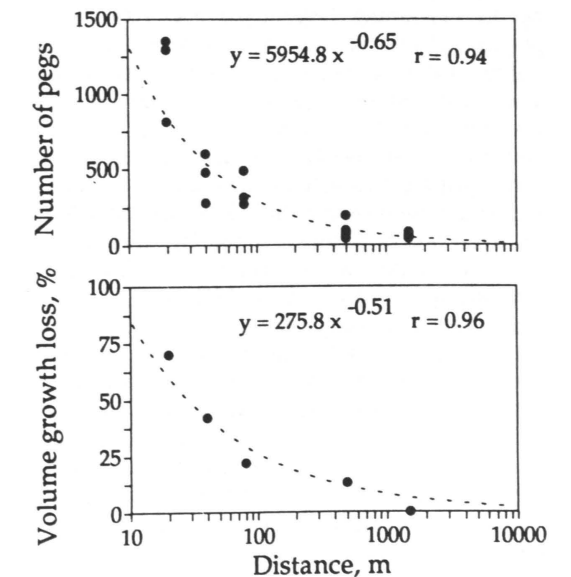 1500
y = 5954.8 x -0.65 r = 0.94
1000
Number of pegs
500
0
100
y = 275.8 x -0.51 r = 0.96
75
Volume growth loss, %
50
25
0
10 100 1000 10000
Distance, m